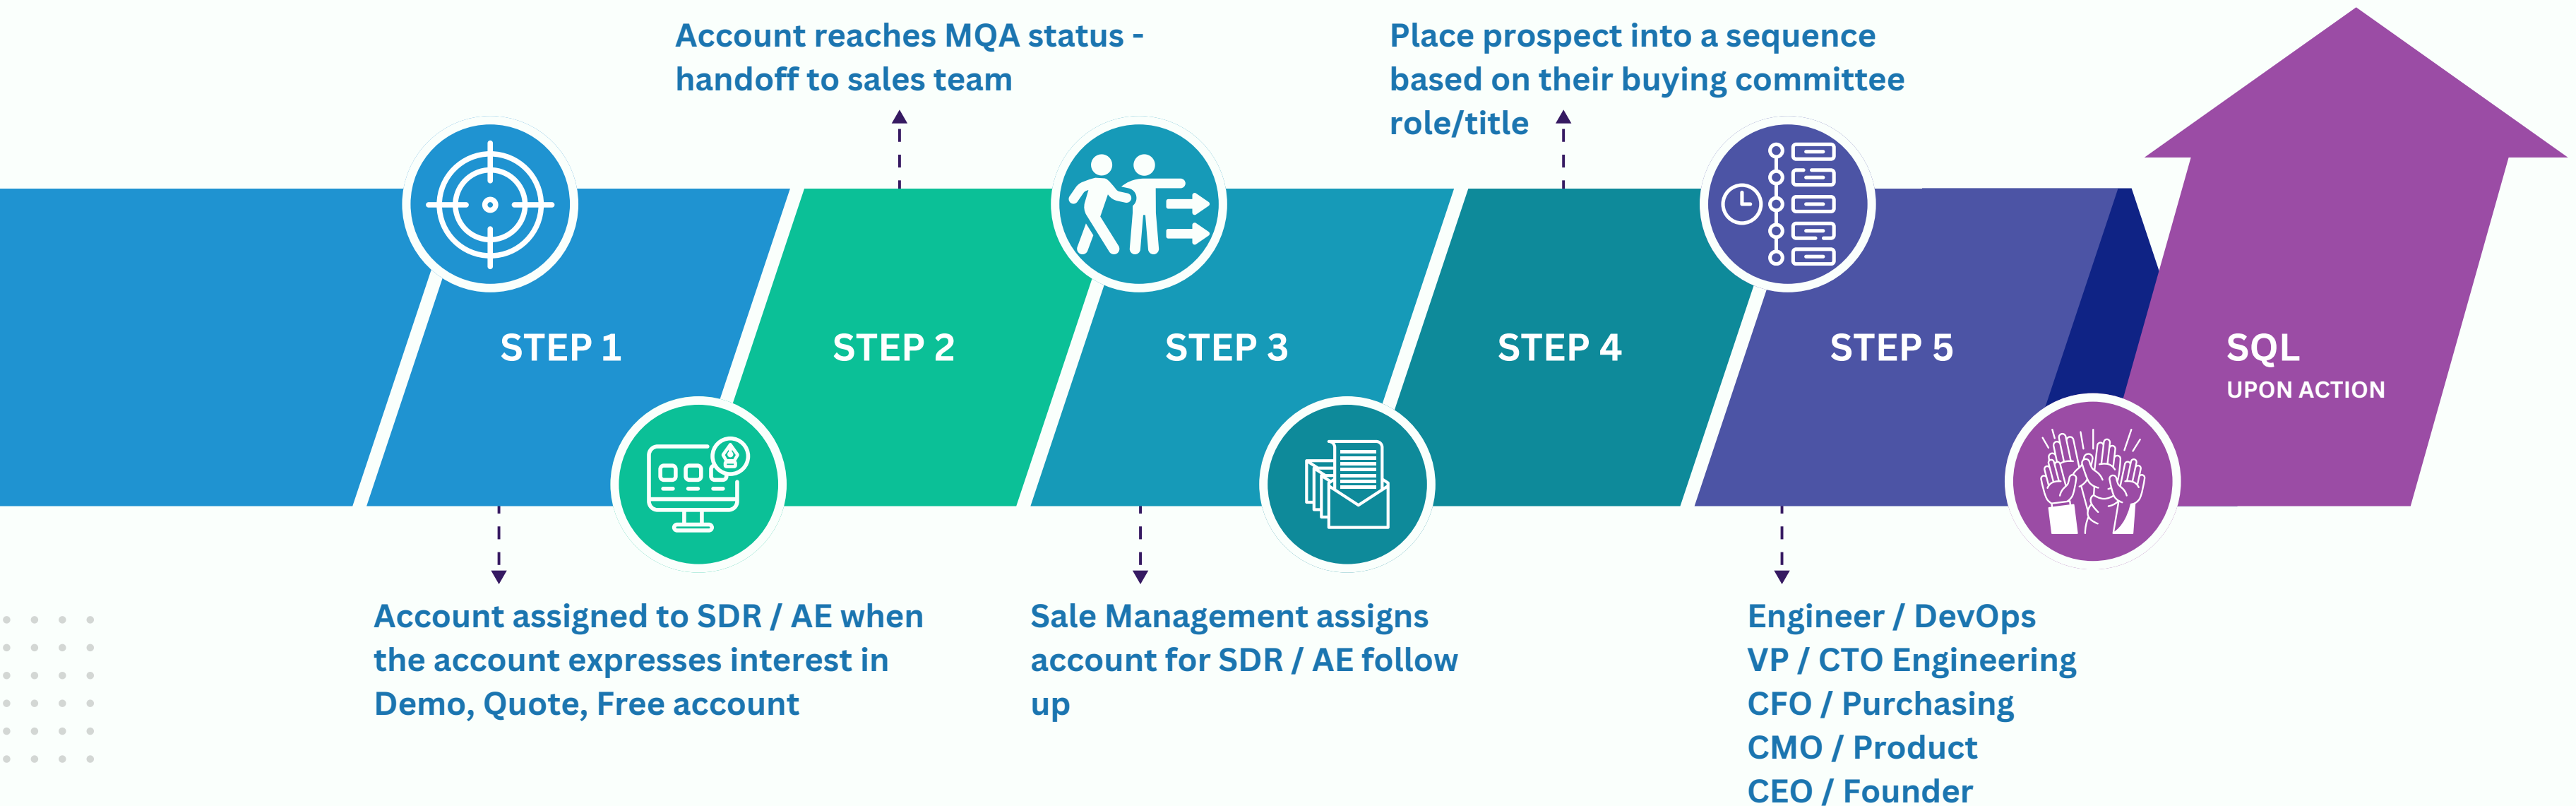 Account reaches MQA status -
handoff to sales team
Place prospect into a sequence
based on their buying committee
role/title
STEP 1
STEP 2
STEP 3
STEP 4
STEP 5
SQL
UPON ACTION
Account assigned to SDR / AE when
the account expresses interest in
Demo, Quote, Free account
Sale Management assigns
account for SDR / AE follow
up
Engineer / DevOps
VP / CTO Engineering
CFO / Purchasing
CMO / Product
CEO / Founder